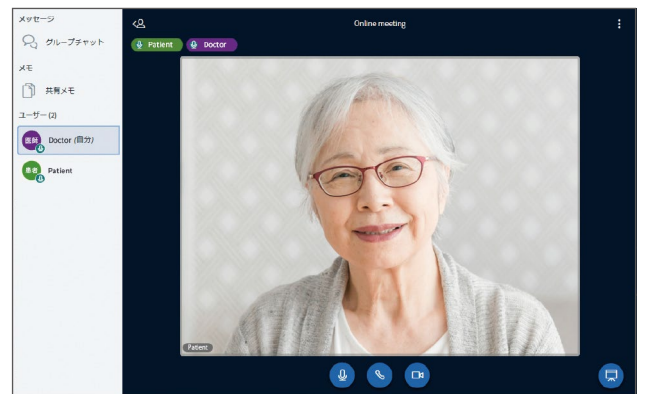 メッセージ
グループチャット
メモ
共有メモ
ユーザー (2)
医師 Doctor (自分)
患者 Patient
Online meeting
Patient Doctor
Patient